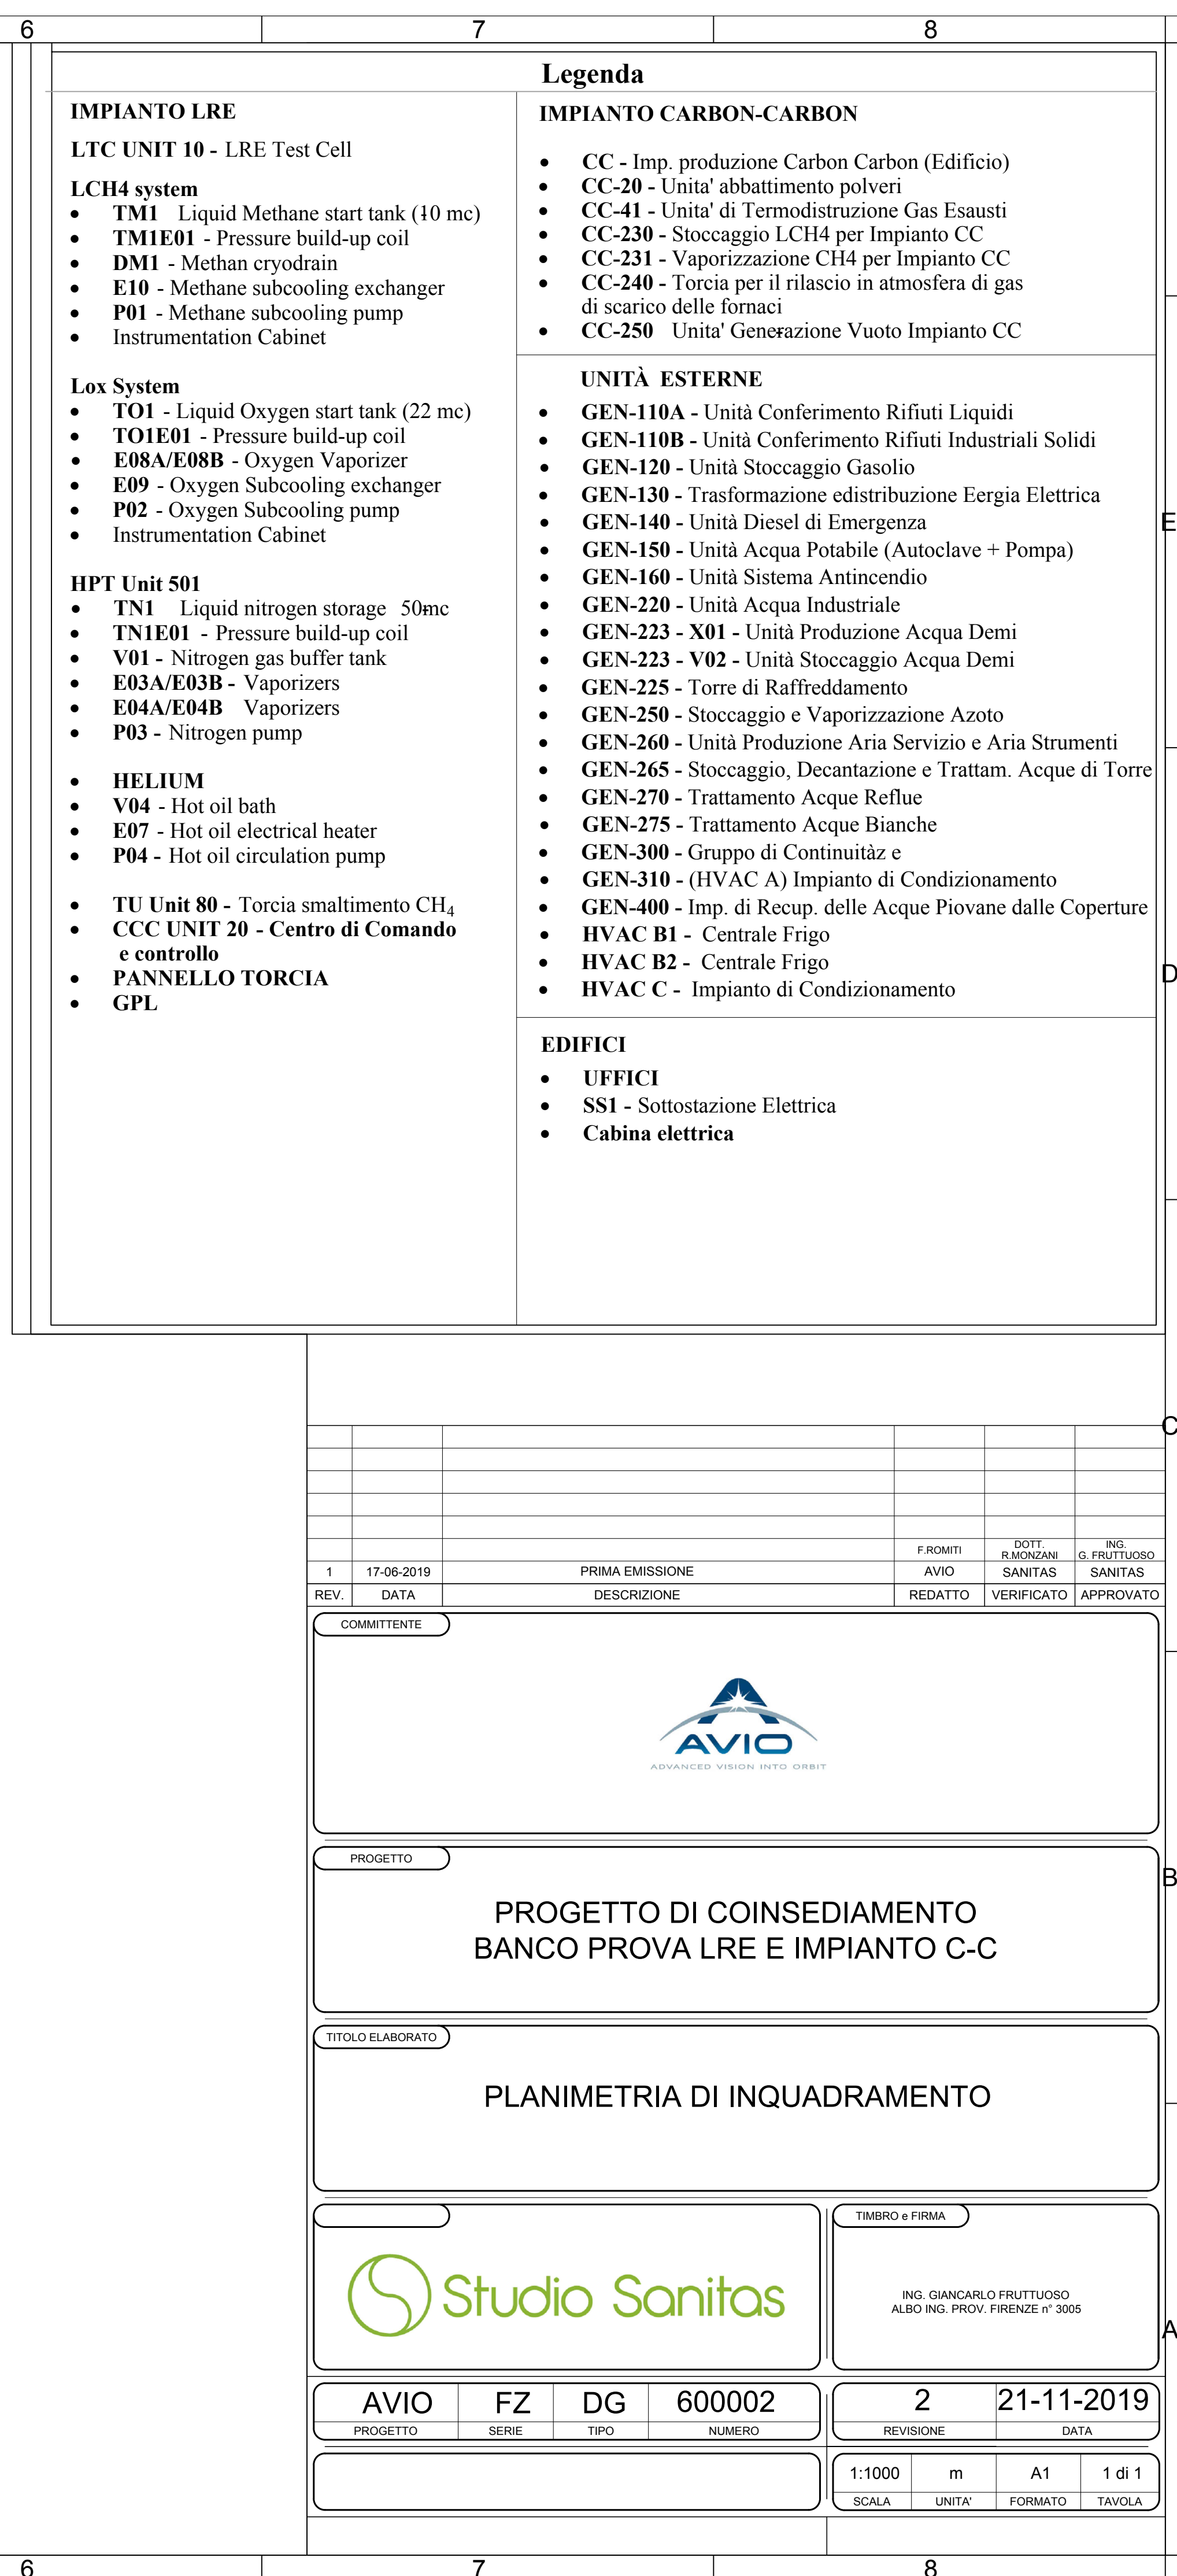 6
7
8
Legenda
IMPIANTO LRE
LTC UNIT 10 - LRE Test Cell
LCH4 system
• TM1 Liquid Methane start tank (10 mc)
• TM1E01 - Pressure build-up coil
• DM1 - Methan cryodrain
• E10 - Methane subcooling exchanger
• P01 - Methane subcooling pump
• Instrumentation Cabinet
Lox System
• TO1 - Liquid Oxygen start tank (22 mc)
• TO1E01 - Pressure build-up coil
• E08A/E08B - Oxygen Vaporizer
• E09 - Oxygen Subcooling exchanger
• P02 - Oxygen Subcooling pump
• Instrumentation Cabinet
HPT Unit 501
• TN1 Liquid nitrogen storage 50mc
• TN1E01 - Pressure build-up coil
• V01 - Nitrogen gas buffer tank
• E03A/E03B - Vaporizers
• E04A/E04B Vaporizers
• P03 - Nitrogen pump
• HELIUM
• V04 - Hot oil bath
• E07 - Hot oil electrical heater
• P04 - Hot oil circulation pump
• TU Unit 80 - Torcia smaltimento CH4
• CCC UNIT 20 - Centro di Comando
e controllo
• PANNELLO TORCIA
• GPL
IMPIANTO CARBON-CARBON
• CC - Imp. produzione Carbon Carbon (Edificio)
• CC-20 - Unita' abbattimento polveri
• CC-41 - Unita' di Termodistruzione Gas Esausti
• CC-230 - Stoccaggio LCH4 per Impianto CC
• CC-231 - Vaporizzazione CH4 per Impianto CC
• CC-240 - Torcia per il rilascio in atmosfera di gas
di scarico delle fornaci
• CC-250 Unita' Generazione Vuoto Impianto CC
UNITÀ ESTERNE
• GEN-110A - Unità Conferimento Rifiuti Liquidi
• GEN-110B - Unità Conferimento Rifiuti Industriali Solidi
• GEN-120 - Unità Stoccaggio Gasolio
• GEN-130 - Trasformazione edistribuzione Eergia Elettrica
• GEN-140 - Unità Diesel di Emergenza
• GEN-150 - Unità Acqua Potabile (Autoclave + Pompa)
• GEN-160 - Unità Sistema Antincendio
• GEN-220 - Unità Acqua Industriale
• GEN-223 - X01 - Unità Produzione Acqua Demi
• GEN-223 - V02 - Unità Stoccaggio Acqua Demi
• GEN-225 - Torre di Raffreddamento
• GEN-250 - Stoccaggio e Vaporizzazione Azoto
• GEN-260 - Unità Produzione Aria Servizio e Aria Strumenti
• GEN-265 - Stoccaggio, Decantazione e Trattam. Acque di Torre
• GEN-270 - Trattamento Acque Reflue
• GEN-275 - Trattamento Acque Bianche
• GEN-300 - Gruppo di Continuitàz e
• GEN-310 - (HVAC A) Impianto di Condizionamento
• GEN-400 - Imp. di Recup. delle Acque Piovane dalle Coperture
• HVAC B1 - Centrale Frigo
• HVAC B2 - Centrale Frigo
• HVAC C - Impianto di Condizionamento
EDIFICI
• UFFICI
• SS1 - Sottostazione Elettrica
• Cabina elettrica
E
D
C
F.ROMITI DOTT. R.MONZANI ING. G. FRUTTUOSO
1 17-06-2019 PRIMA EMISSIONE AVIO SANITAS SANITAS
REV. DATA DESCRIZIONE REDATTO VERIFICATO APPROVATO
COMMITTENTE
AVIO
ADVANCED VISION INTO ORBIT
PROGETTO
B
PROGETTO DI COINSEDIAMENTO
BANCO PROVA LRE E IMPIANTO C-C
TITOLO ELABORATO
PLANIMETRIA DI INQUADRAMENTO
Studio Sanitas
TIMBRO e FIRMA
ING. GIANCARLO FRUTTUOSO
ALBO ING. PROV. FIRENZE n° 3005
A
AVIO FZ DG 600002 2 21-11-2019
PROGETTO SERIE TIPO NUMERO REVISIONE DATA
1:1000 m A1 1 di 1
SCALA UNITA' FORMATO TAVOLA
6
7
8